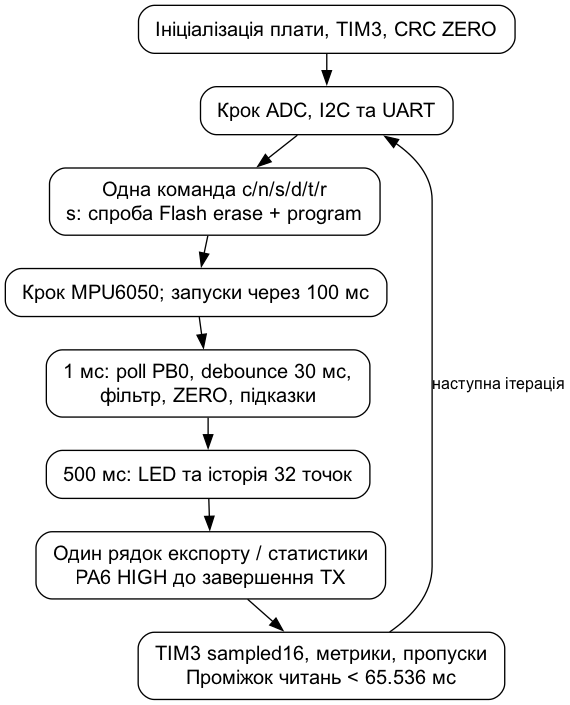 Ініціалізація плати, TIM3, CRC ZERO
Крок ADC, I2C та UART
Одна команда c/n/s/d/t/r
s: спроба Flash erase + program
Крок MPU6050; запуски через 100 мс
1 мс: poll PB0, debounce 30 мс,
фільтр, ZERO, підказки
наступна ітерація
500 мс: LED та історія 32 точок
Один рядок експорту / статистики
PA6 HIGH до завершення TX
TIM3 sampled16, метрики, пропуски
Проміжок читань < 65.536 мс